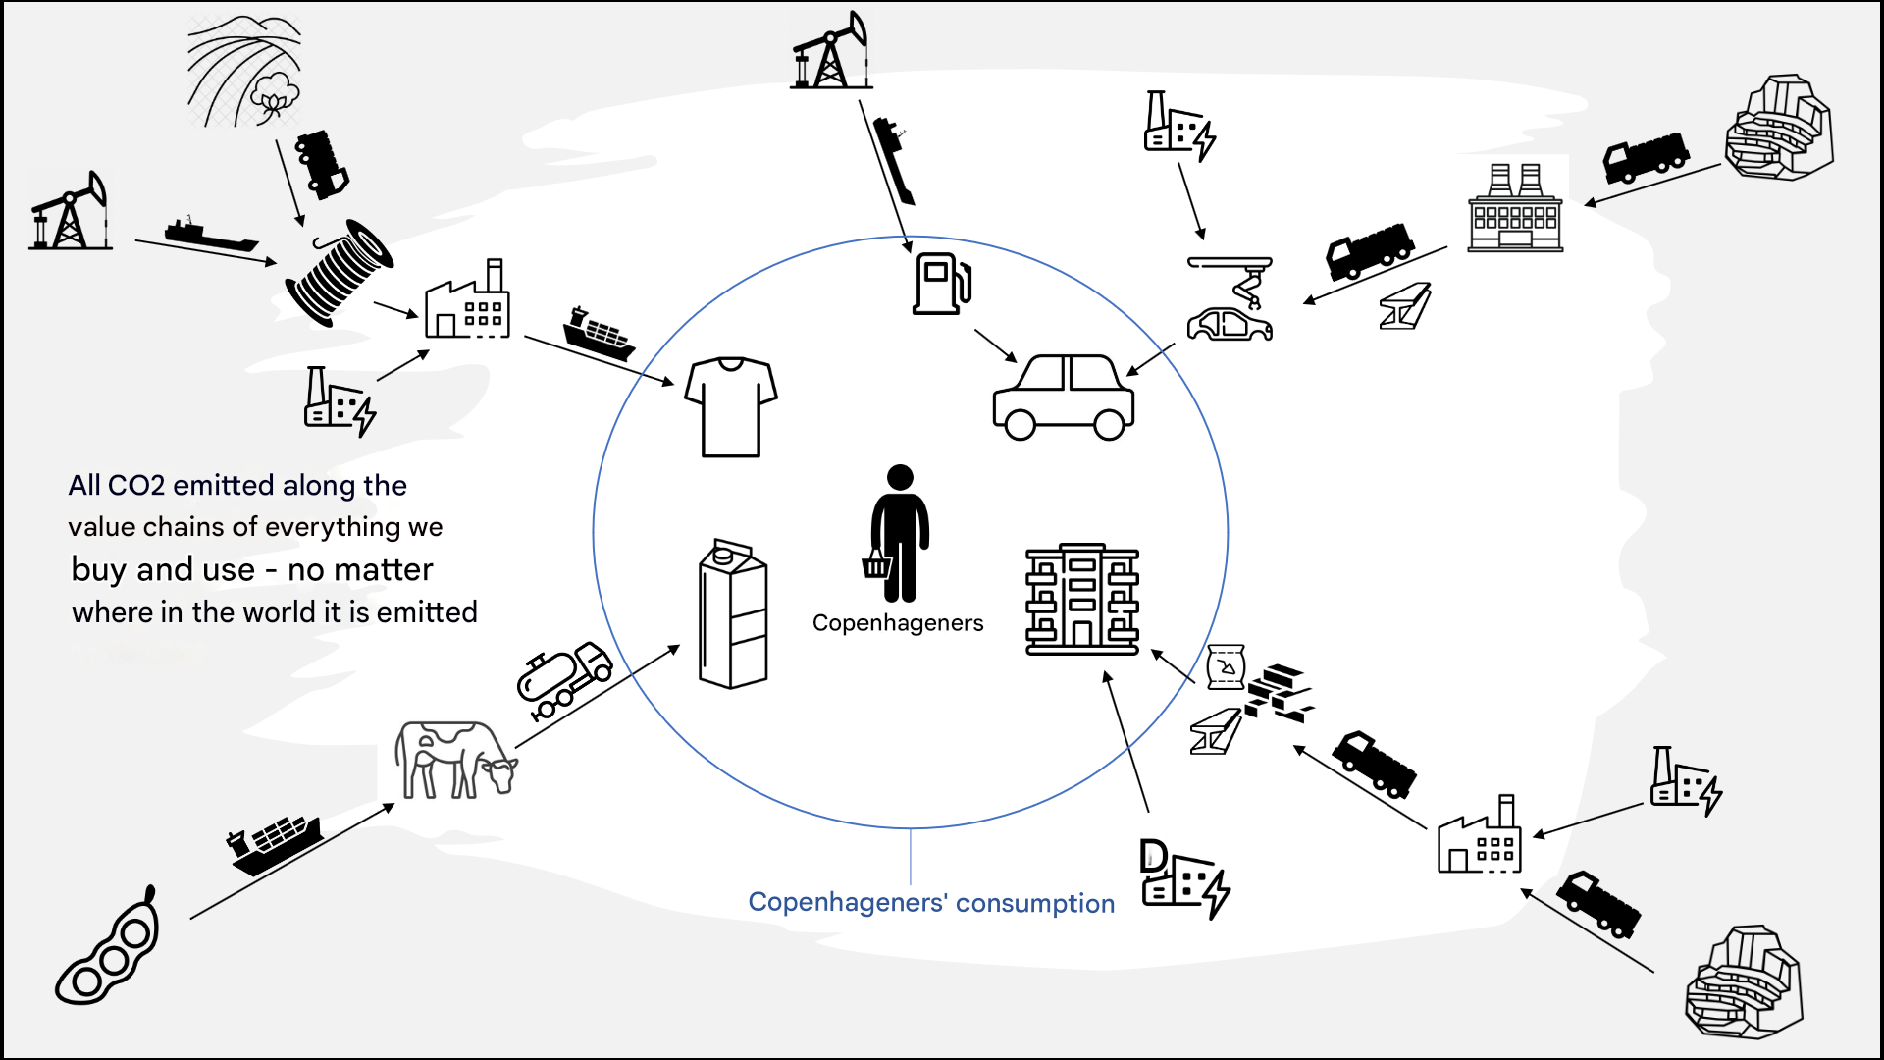 All CO2 emitted along the
value chains of everything we
buy and use - no matter
where in the world it is emitted
Copenhageners
Copenhageners' consumption
D